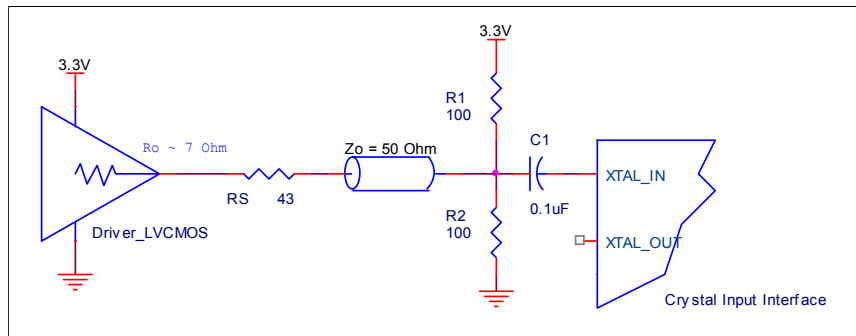 3.3V
3.3V
R1
100
C1
Ro ~ 7 Ohm
Zo = 50 Ohm
XTAL_IN
RS
43
0.1uF
R2
100
Driver_LVCMOS
XTAL_OUT
Crystal Input Interface